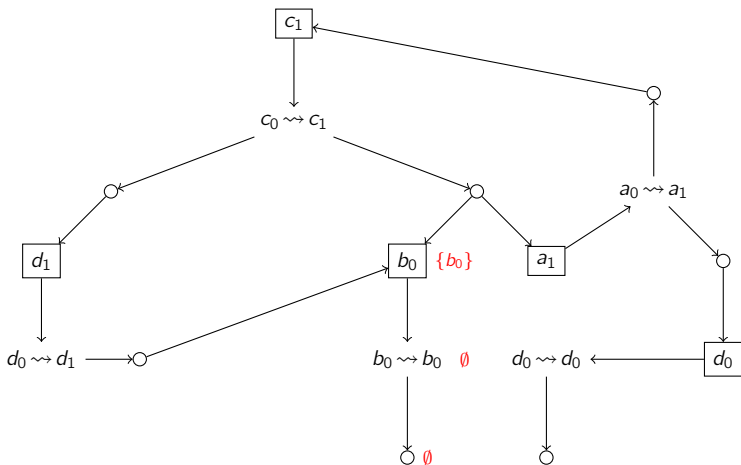 c₁
c₀ ⇝ c₁
a₀ ⇝ a₁
d₁
b₀ {b₀}
a₁
d₀ ⇝ d₁
b₀ ⇝ b₀ ∅
d₀ ⇝ d₀
d₀
∅